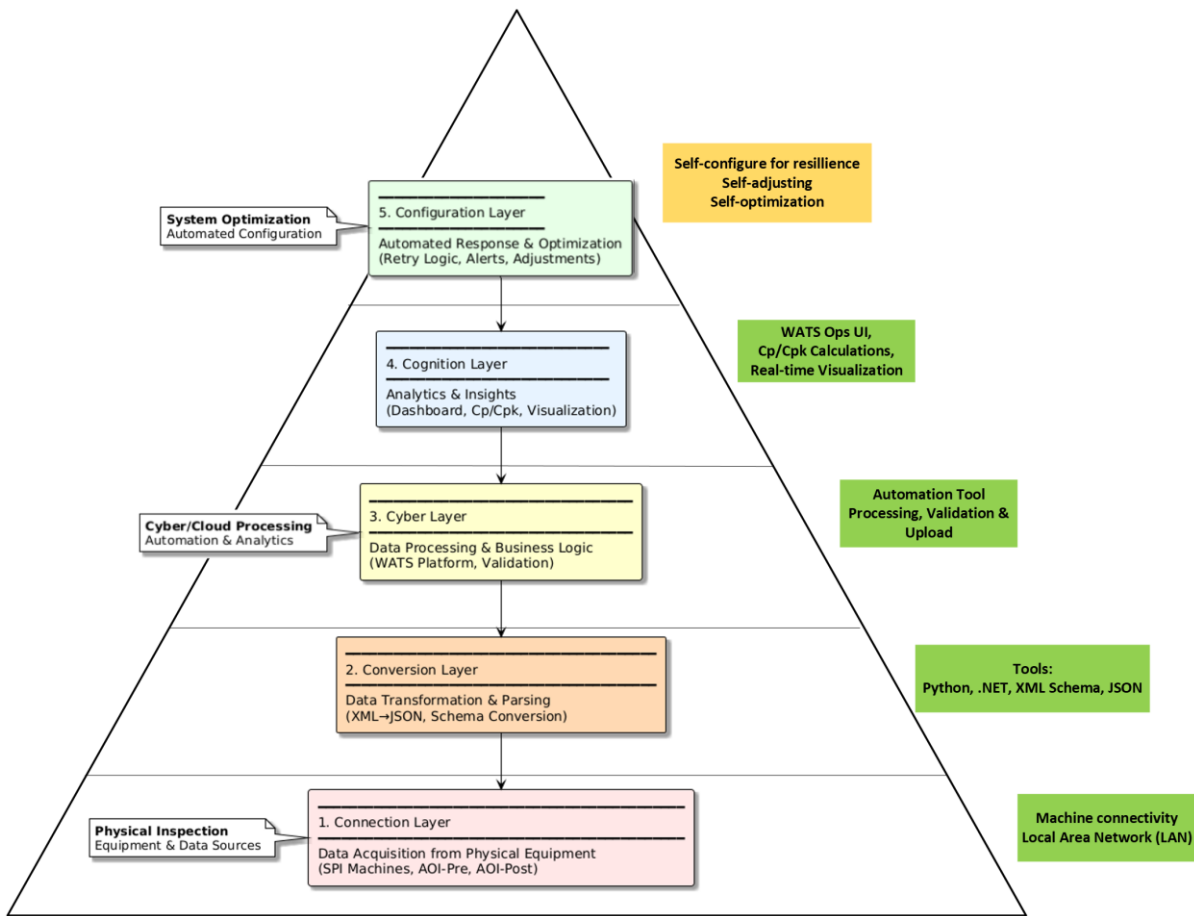 Self-configure for resillience
Self-adjusting
Self-optimization
System Optimization
Automated Configuration
5. Configuration Layer
Automated Response & Optimization
(Retry Logic, Alerts, Adjustments)
WATS Ops UI,
Cp/Cpk Calculations,
Real-time Visualization
4. Cognition Layer
Analytics & Insights
(Dashboard, Cp/Cpk, Visualization)
Automation Tool
Processing, Validation &
Upload
Cyber/Cloud Processing
Automation & Analytics
3. Cyber Layer
Data Processing & Business Logic
(WATS Platform, Validation)
Tools:
Python, .NET, XML Schema, JSON
2. Conversion Layer
Data Transformation & Parsing
(XML→JSON, Schema Conversion)
Machine connectivity
Local Area Network (LAN)
Physical Inspection
Equipment & Data Sources
1. Connection Layer
Data Acquisition from Physical Equipment
(SPI Machines, AOI-Pre, AOI-Post)